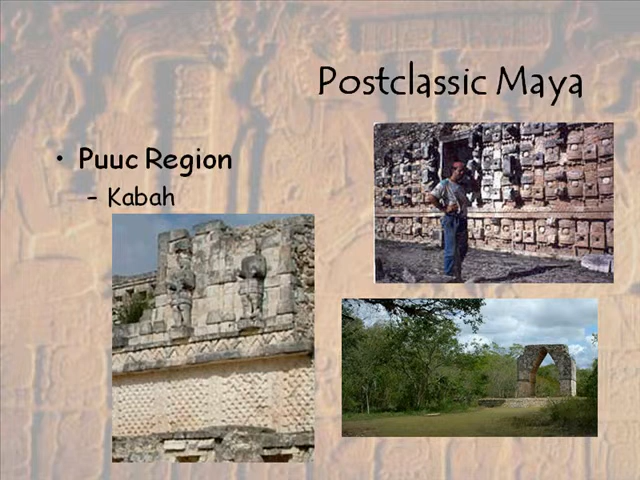 Postclassic Maya
• Puuc Region
– Kabah